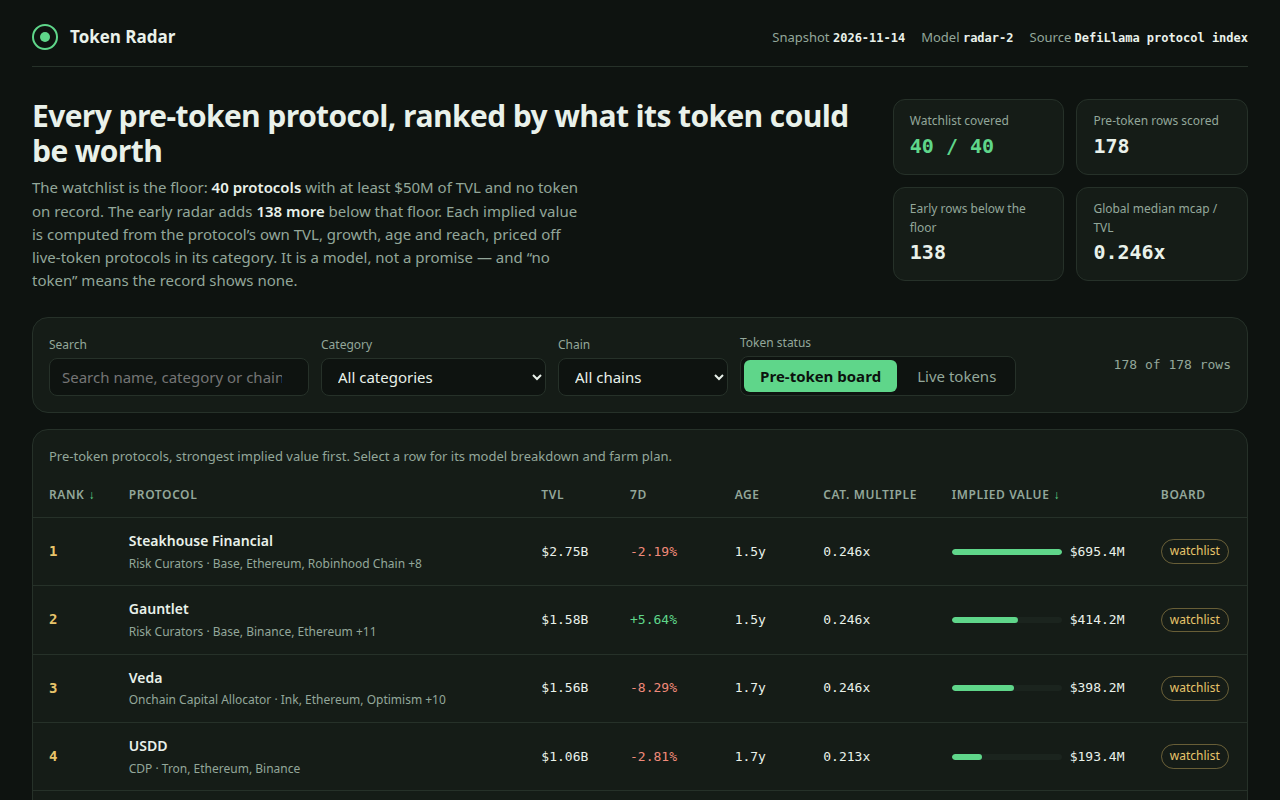 Token Radar
Snapshot 2026-11-14 Model radar-2 Source DefiLlama protocol index
Every pre-token protocol, ranked by what its token could
be worth
The watchlist is the floor: 40 protocols with at least $50M of TVL and no token
on record. The early radar adds 138 more below that floor. Each implied value
is computed from the protocol’s own TVL, growth, age and reach, priced off
live-token protocols in its category. It is a model, not a promise — and “no
token” means the record shows none.
Watchlist covered
40 / 40
Pre-token rows scored
178
Early rows below the
floor
138
Global median mcap /
TVL
0.246x
Search
Search name, category or chain
Category
All categories
Chain
All chains
Token status
Pre-token board Live tokens
178 of 178 rows
Pre-token protocols, strongest implied value first. Select a row for its model breakdown and farm plan.
RANK ↓ PROTOCOL TVL 7D AGE CAT. MULTIPLE IMPLIED VALUE ↓ BOARD
1 Steakhouse Financial $2.75B -2.19% 1.5y 0.246x $695.4M watchlist
Risk Curators · Base, Ethereum, Robinhood Chain +8
2 Gauntlet $1.58B +5.64% 1.5y 0.246x $414.2M watchlist
Risk Curators · Base, Binance, Ethereum +11
3 Veda $1.56B -8.29% 1.7y 0.246x $398.2M watchlist
Onchain Capital Allocator · Ink, Ethereum, Optimism +10
4 USDD $1.06B -2.81% 1.7y 0.213x $193.4M watchlist
CDP · Tron, Ethereum, Binance